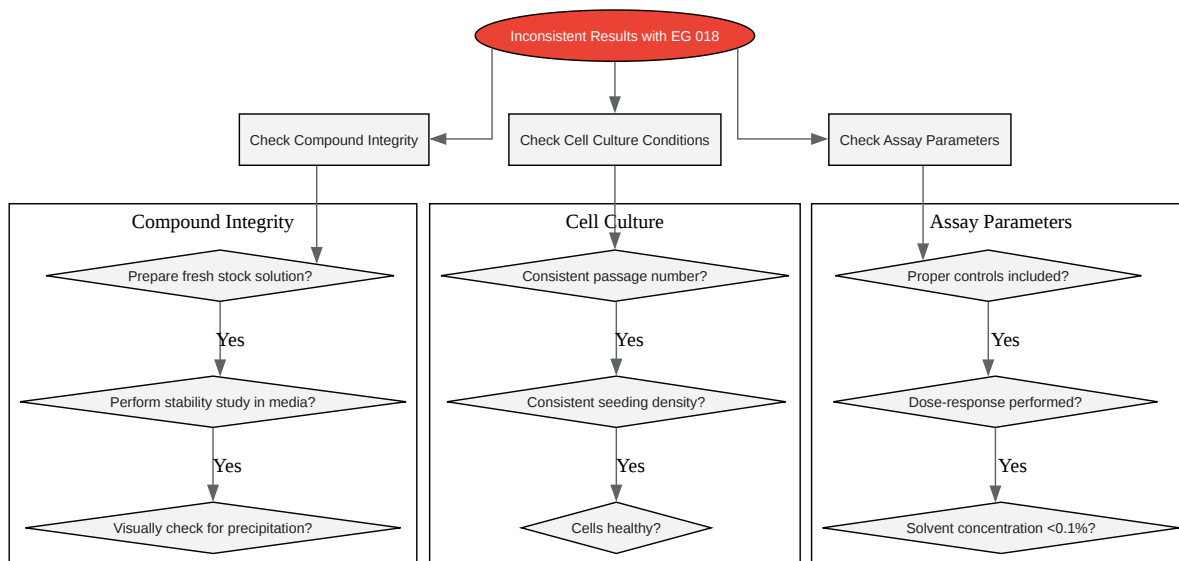 Inconsistent Results with EG 018
Check Compound Integrity
Check Cell Culture Conditions
Check Assay Parameters
Compound Integrity
Cell Culture
Assay Parameters
Prepare fresh stock solution?
Consistent passage number?
Proper controls included?
Yes
Yes
Yes
Perform stability study in media?
Consistent seeding density?
Dose-response performed?
Yes
Yes
Yes
Visually check for precipitation?
Cells healthy?
Solvent concentration <0.1%?